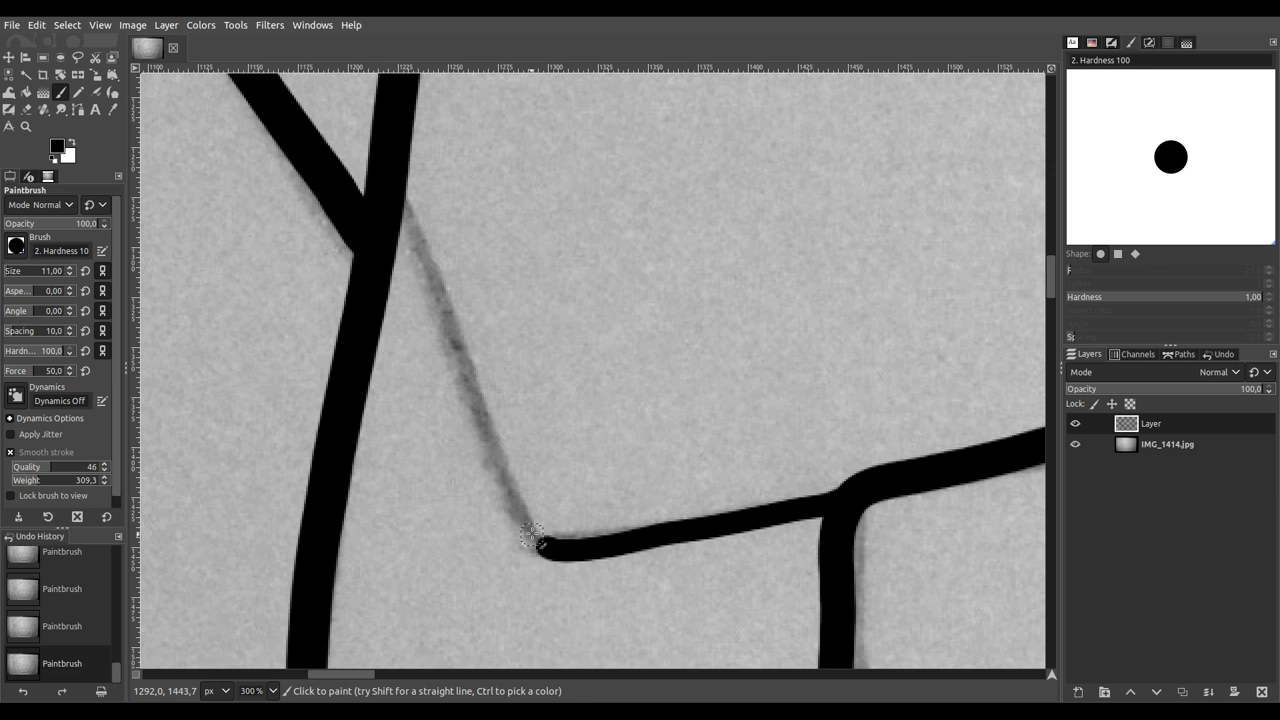 File Edit Select View Image Layer Colors Tools Filters Windows Help
Paintbrush
Mode Normal
Opacity 100,0
Brush
2. Hardness 10
Size 11,00
Aspe... 0,00
Angle 0,00
Spacing 10,0
Hardn... 100,0
Force 50,0
Dynamics
Dynamics Off
Dynamics Options
Apply Jitter
Smooth stroke
Quality 46
Weight 309,3
Lock brush to view
Undo History
Paintbrush
Paintbrush
Paintbrush
Paintbrush
1292,0, 1443,7 px 300 % Click to paint (try Shift for a straight line, Ctrl to pick a color)
2. Hardness 100
Shape:
Hardness 1,00
Layers Channels Paths Undo
Mode Normal
Opacity 100,0
Lock:
Layer
IMG_1414.jpg